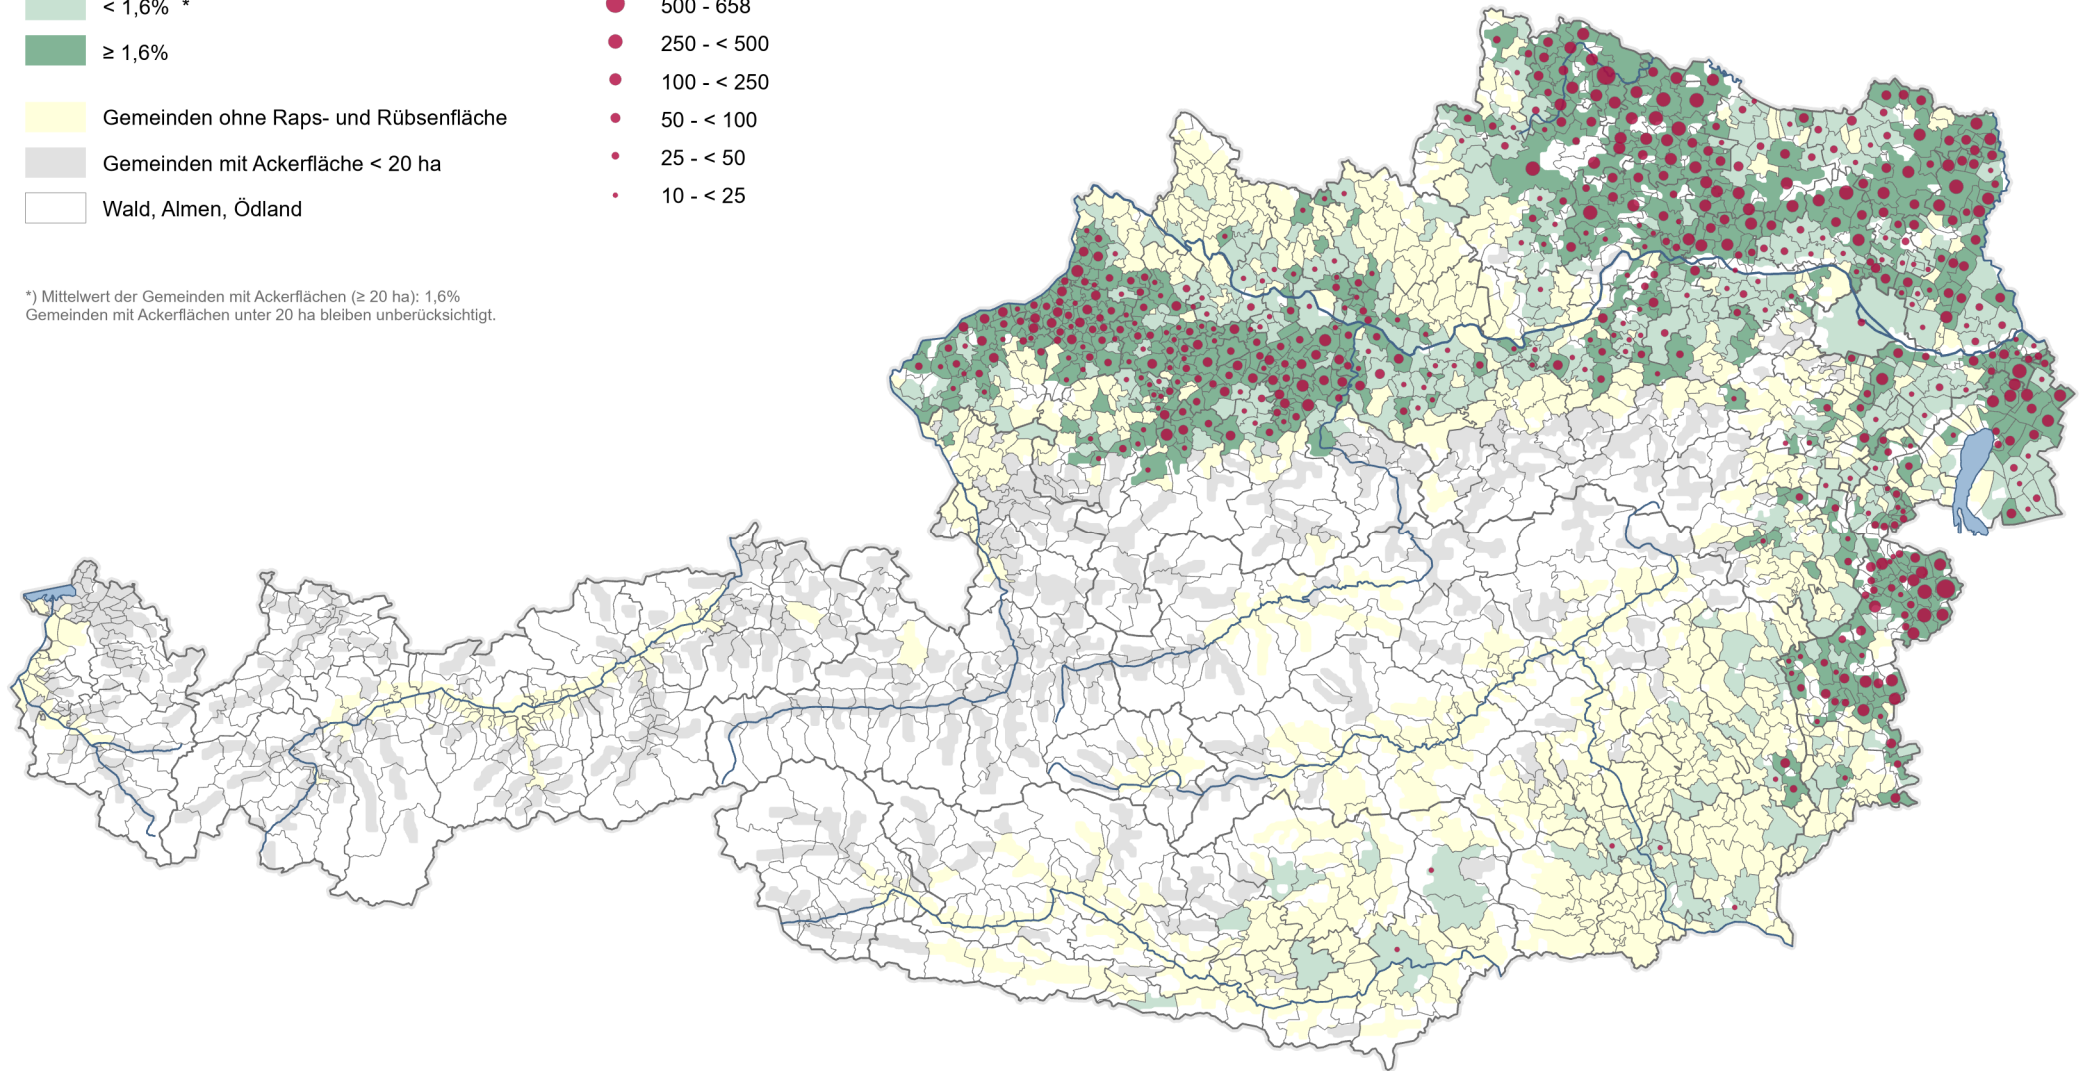 < 1,6% *
≥ 1,6%
Gemeinden ohne Raps- und Rübsenfläche
Gemeinden mit Ackerfläche < 20 ha
Wald, Almen, Ödland
500 - 658
250 - < 500
100 - < 250
50 - < 100
25 - < 50
10 - < 25
*) Mittelwert der Gemeinden mit Ackerflächen (≥ 20 ha): 1,6%
Gemeinden mit Ackerflächen unter 20 ha bleiben unberücksichtigt.